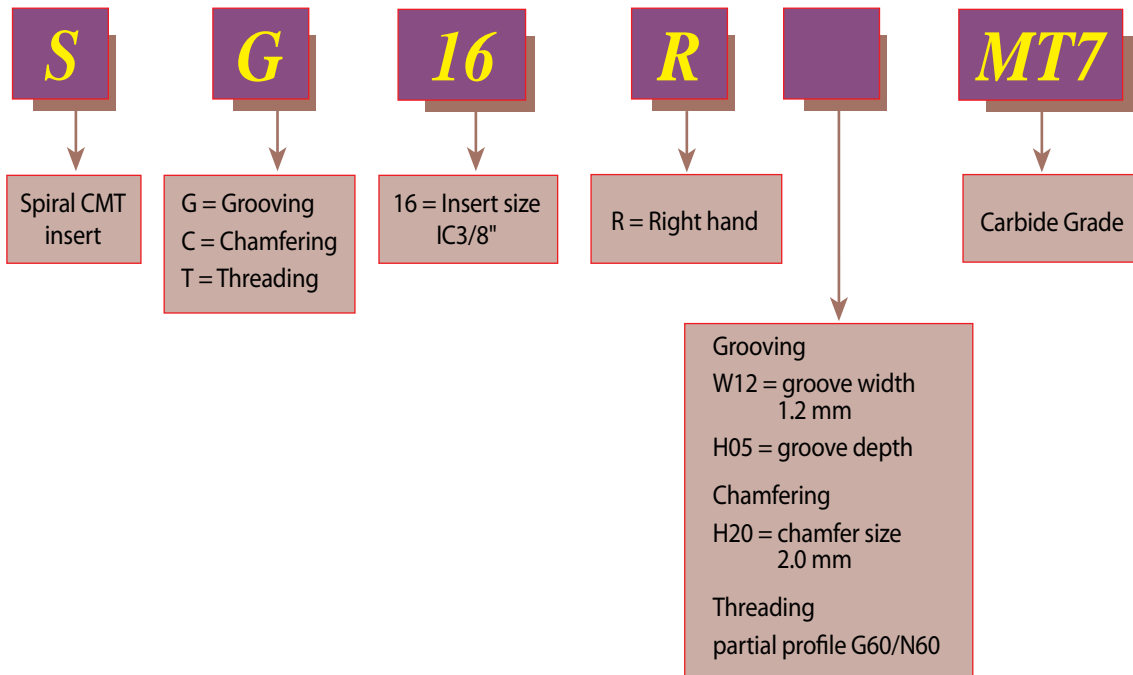 S G 16 R MT7
Spiral CMT
insert
G = Grooving
C = Chamfering
T = Threading
16 = Insert size
IC3/8"
R = Right hand
Carbide Grade
Grooving
W12 = groove width
1.2 mm
H05 = groove depth
Chamfering
H20 = chamfer size
2.0 mm
Threading
partial profile G60/N60